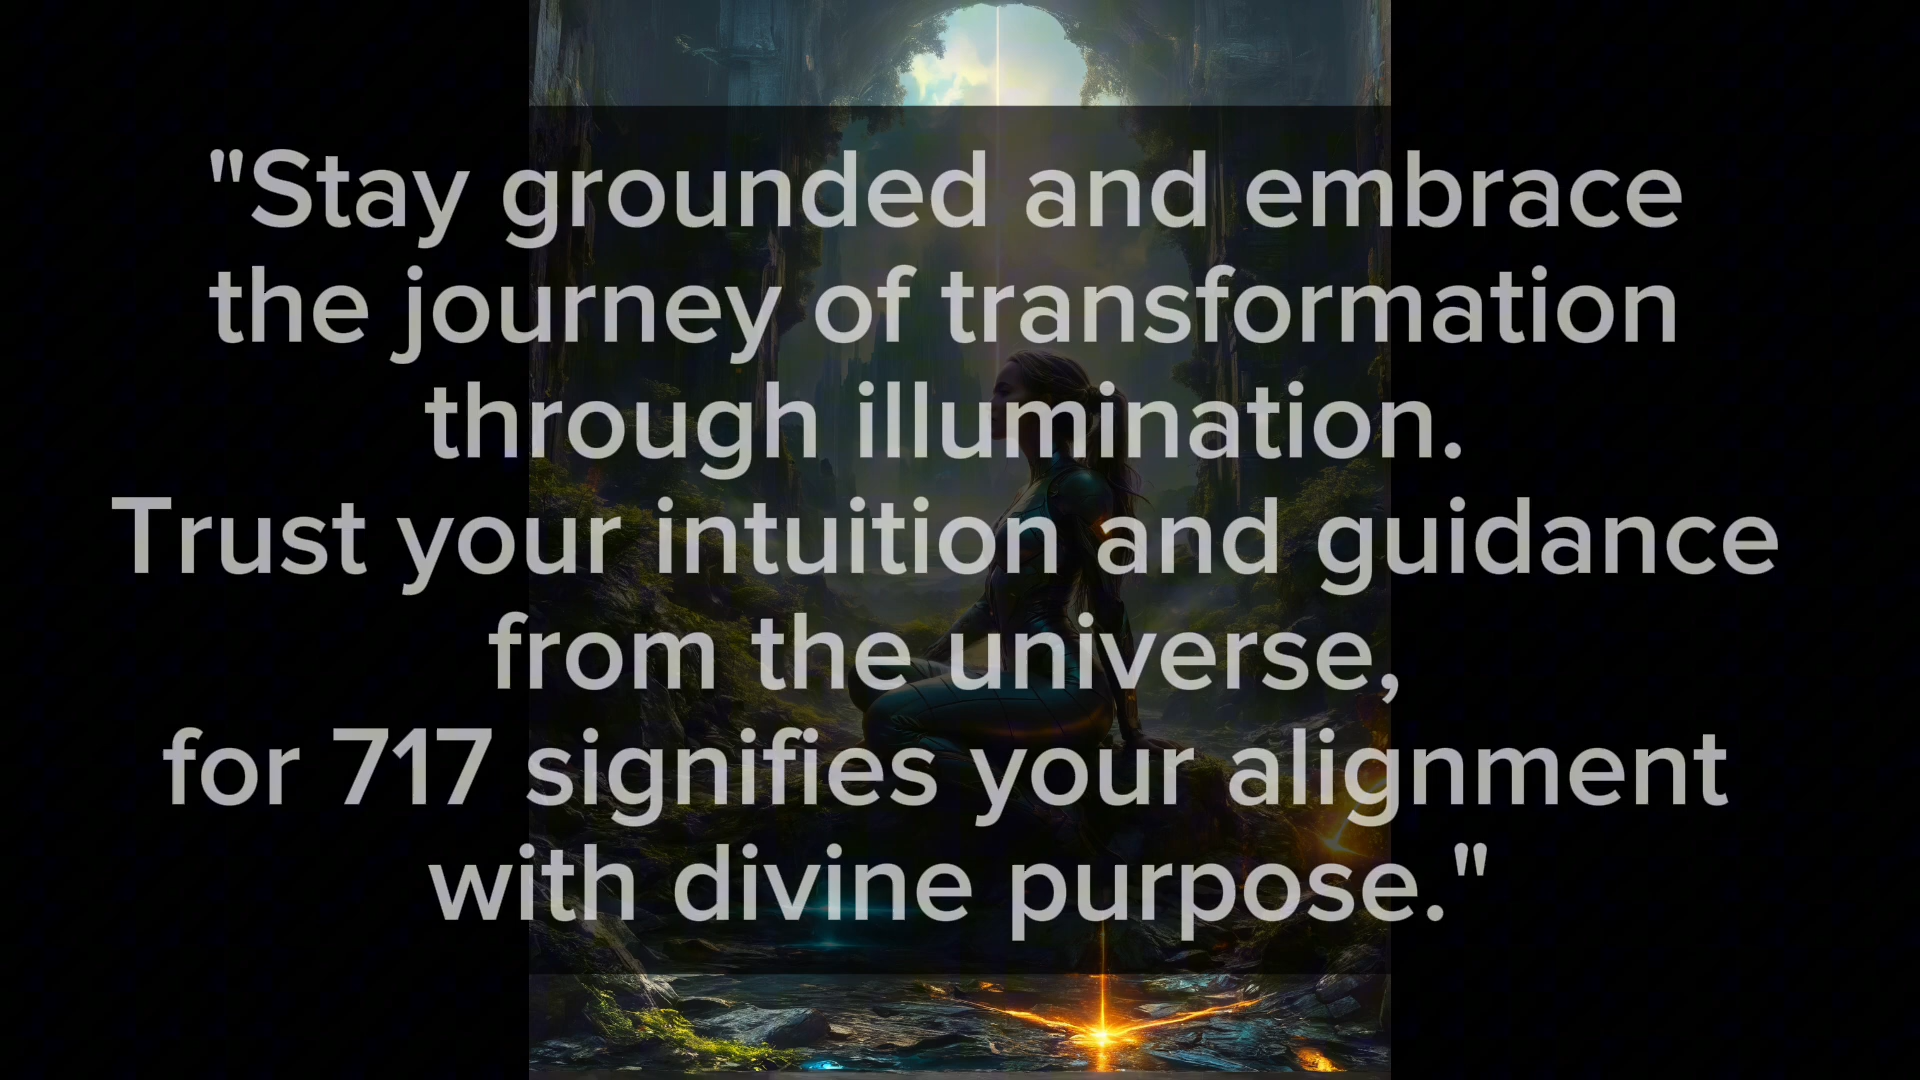 "Stay grounded and embrace
the journey of transformation
through illumination.
Trust your intuition and guidance
from the universe,
for 717 signifies your alignment
with divine purpose."